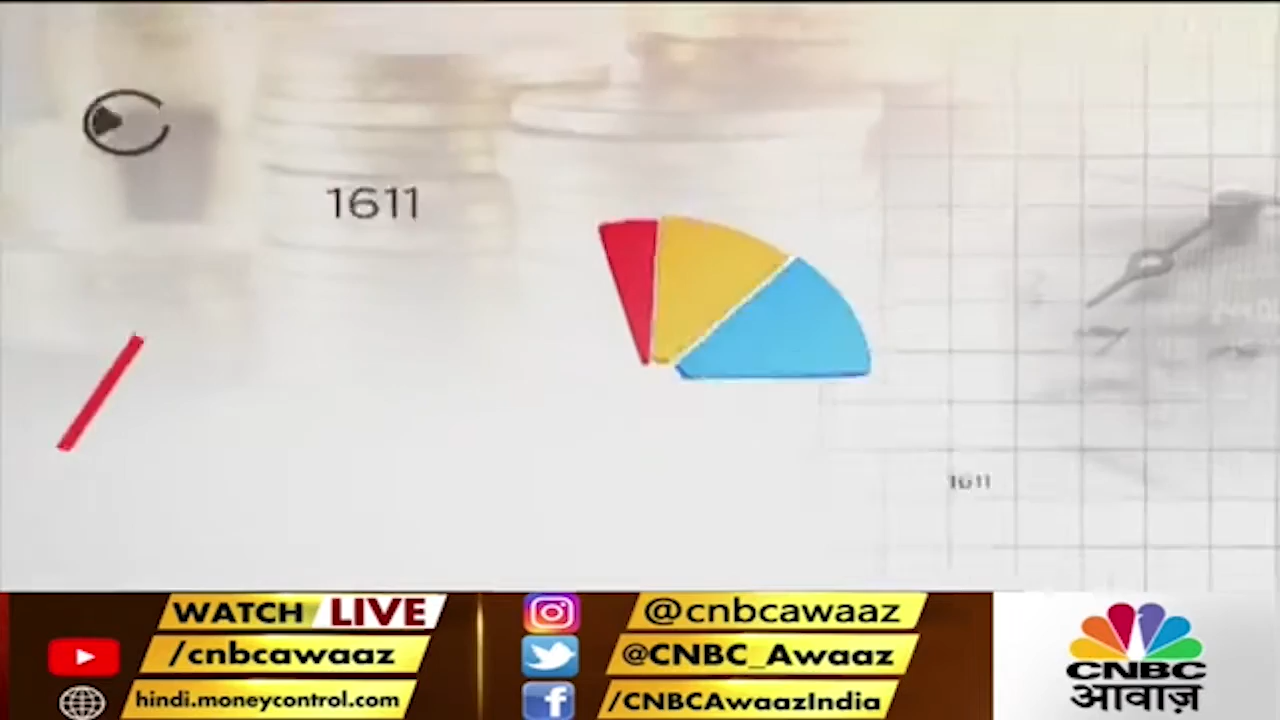 1611
1611
WATCH LIVE
/cnbcawaaz
hindi.moneycontrol.com
@cnbcawaaz
@CNBC_Awaaz
/CNBCAwaazIndia
CNBC
आवाज़